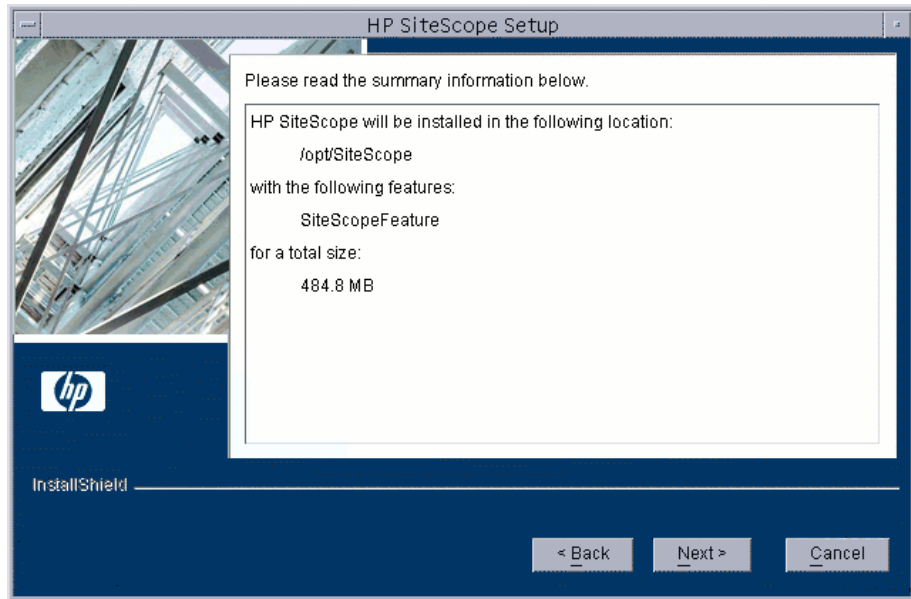 HP SiteScope Setup
Please read the summary information below.
HP SiteScope will be installed in the following location:
/opt/SiteScope
with the following features:
SiteScopeFeature
for a total size:
484.8 MB
hp
InstallShield
< Back Next > Cancel